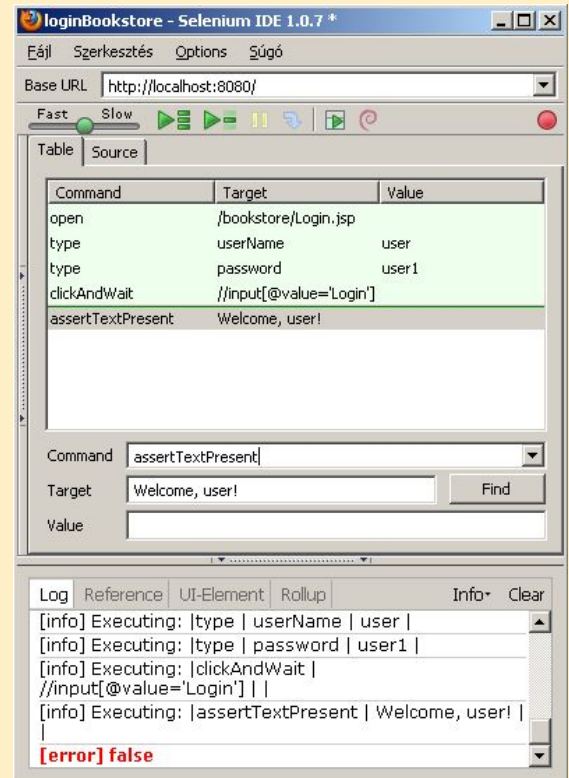 loginBookstore - Selenium IDE 1.0.7 *
Fájl Szerkesztés Options Súgó
Base URL http://localhost:8080/
Fast Slow
Table Source
Command Target Value
open /bookstore/Login.jsp
type userName user
type password user1
clickAndWait //input[@value='Login']
assertTextPresent Welcome, user!
Command assertTextPresent
Target Welcome, user! Find
Value
Log Reference UI-Element Rollup Info Clear
[info] Executing: |type | userName | user |
[info] Executing: |type | password | user1 |
[info] Executing: |clickAndWait |
//input[@value='Login'] | |
[info] Executing: |assertTextPresent | Welcome, user! |
|
[error] false